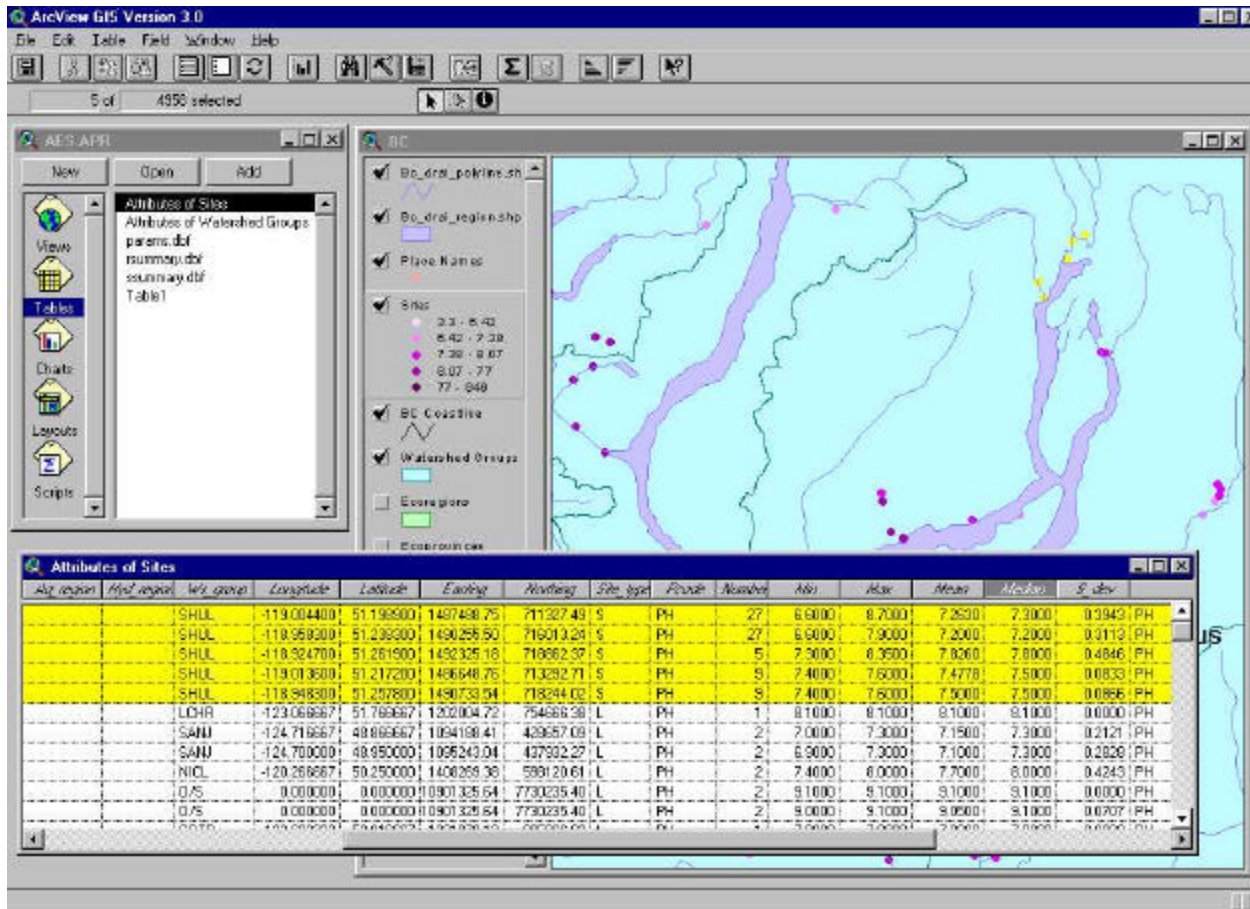 ArcView GIS Version 3.0
File Edit Table Field Window Help
5 of 4958 selected
AES.APR
New Open Add
Views
Tables
Charts
Layouts
Scripts
Attributes of Sites
Attributes of Watershed Groups
params.dbf
rsummary.dbf
ssummary.dbf
Table1
BC
Bc_drai_polyline.sh
Bc_drai_region.shp
Place Names
Sites
3.3 - 6.42
6.42 - 7.38
7.38 - 8.07
8.07 - 77
77 - 848
BC Coastline
Watershed Groups
Ecoregions
Ecoprovinces
us
Attributes of Sites
Ws_group Longitude Latitude Easting Northing Site_type Pcode Number Min Max Mean Median S_dev
SHUL -119.004400 51.198900 1487488.75 711327.49 S PH 27 6.6000 8.7000 7.2630 7.3000 0.3943 PH
SHUL -118.958300 51.238300 1490255.50 716013.24 S PH 27 6.6000 7.9000 7.2000 7.2000 0.3113 PH
SHUL -118.924700 51.261900 1492325.18 718862.37 S PH 5 7.3000 8.3500 7.8260 7.8000 0.4846 PH
SHUL -119.013600 51.217200 1486648.76 713292.71 S PH 9 7.4000 7.6000 7.4778 7.5000 0.0833 PH
SHUL -118.948300 51.257800 1490733.54 718244.02 S PH 9 7.4000 7.6000 7.5000 7.5000 0.0866 PH
LCHR -123.066667 51.766667 1202004.72 754666.38 L PH 1 8.1000 8.1000 8.1000 8.1000 0.0000 PH
SANJ -124.716667 48.866667 1094188.41 428657.09 L PH 2 7.0000 7.3000 7.1500 7.3000 0.2121 PH
SANJ -124.700000 48.950000 1095243.04 437932.27 L PH 2 6.9000 7.3000 7.1000 7.3000 0.2828 PH
NICL -120.266667 50.250000 1408269.38 598120.61 L PH 2 7.4000 8.0000 7.7000 8.0000 0.4243 PH
O/S 0.000000 0.000000 10901325.64 7730235.40 L PH 2 9.1000 9.1000 9.1000 9.1000 0.0000 PH
O/S 0.000000 0.000000 10901325.64 7730235.40 L PH 2 9.0000 9.1000 9.0500 9.1000 0.0707 PH